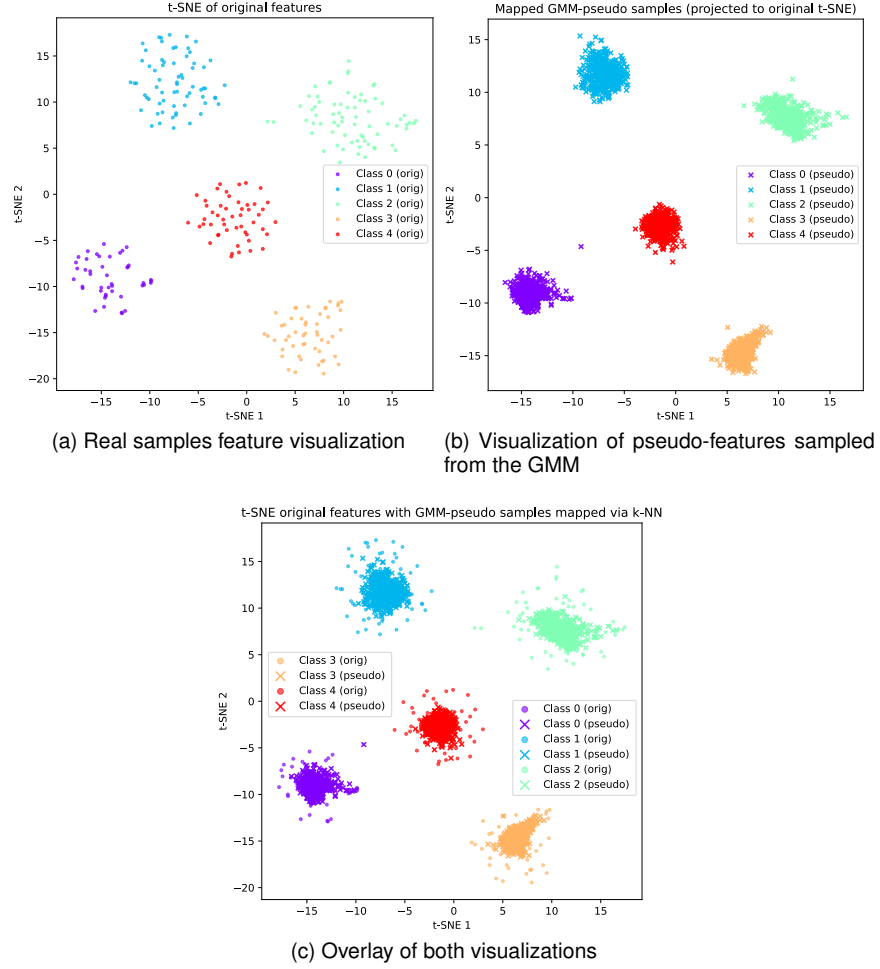 t-SNE of original features
15
10
5
0
−5
−10
−15
−20
t-SNE 2
Class 0 (orig)
Class 1 (orig)
Class 2 (orig)
Class 3 (orig)
Class 4 (orig)
−15 −10 −5 0 5 10 15
t-SNE 1
(a) Real samples feature visualization
Mapped GMM-pseudo samples (projected to original t-SNE)
15
10
5
0
−5
−10
−15
t-SNE 2
Class 0 (pseudo)
Class 1 (pseudo)
Class 2 (pseudo)
Class 3 (pseudo)
Class 4 (pseudo)
−15 −10 −5 0 5 10 15
t-SNE 1
(b) Visualization of pseudo-features sampled
from the GMM
t-SNE original features with GMM-pseudo samples mapped via k-NN
15
10
5
0
−5
−10
−15
−20
t-SNE 2
Class 3 (orig)
Class 3 (pseudo)
Class 4 (orig)
Class 4 (pseudo)
Class 0 (orig)
Class 0 (pseudo)
Class 1 (orig)
Class 1 (pseudo)
Class 2 (orig)
Class 2 (pseudo)
−15 −10 −5 0 5 10 15
t-SNE 1
(c) Overlay of both visualizations